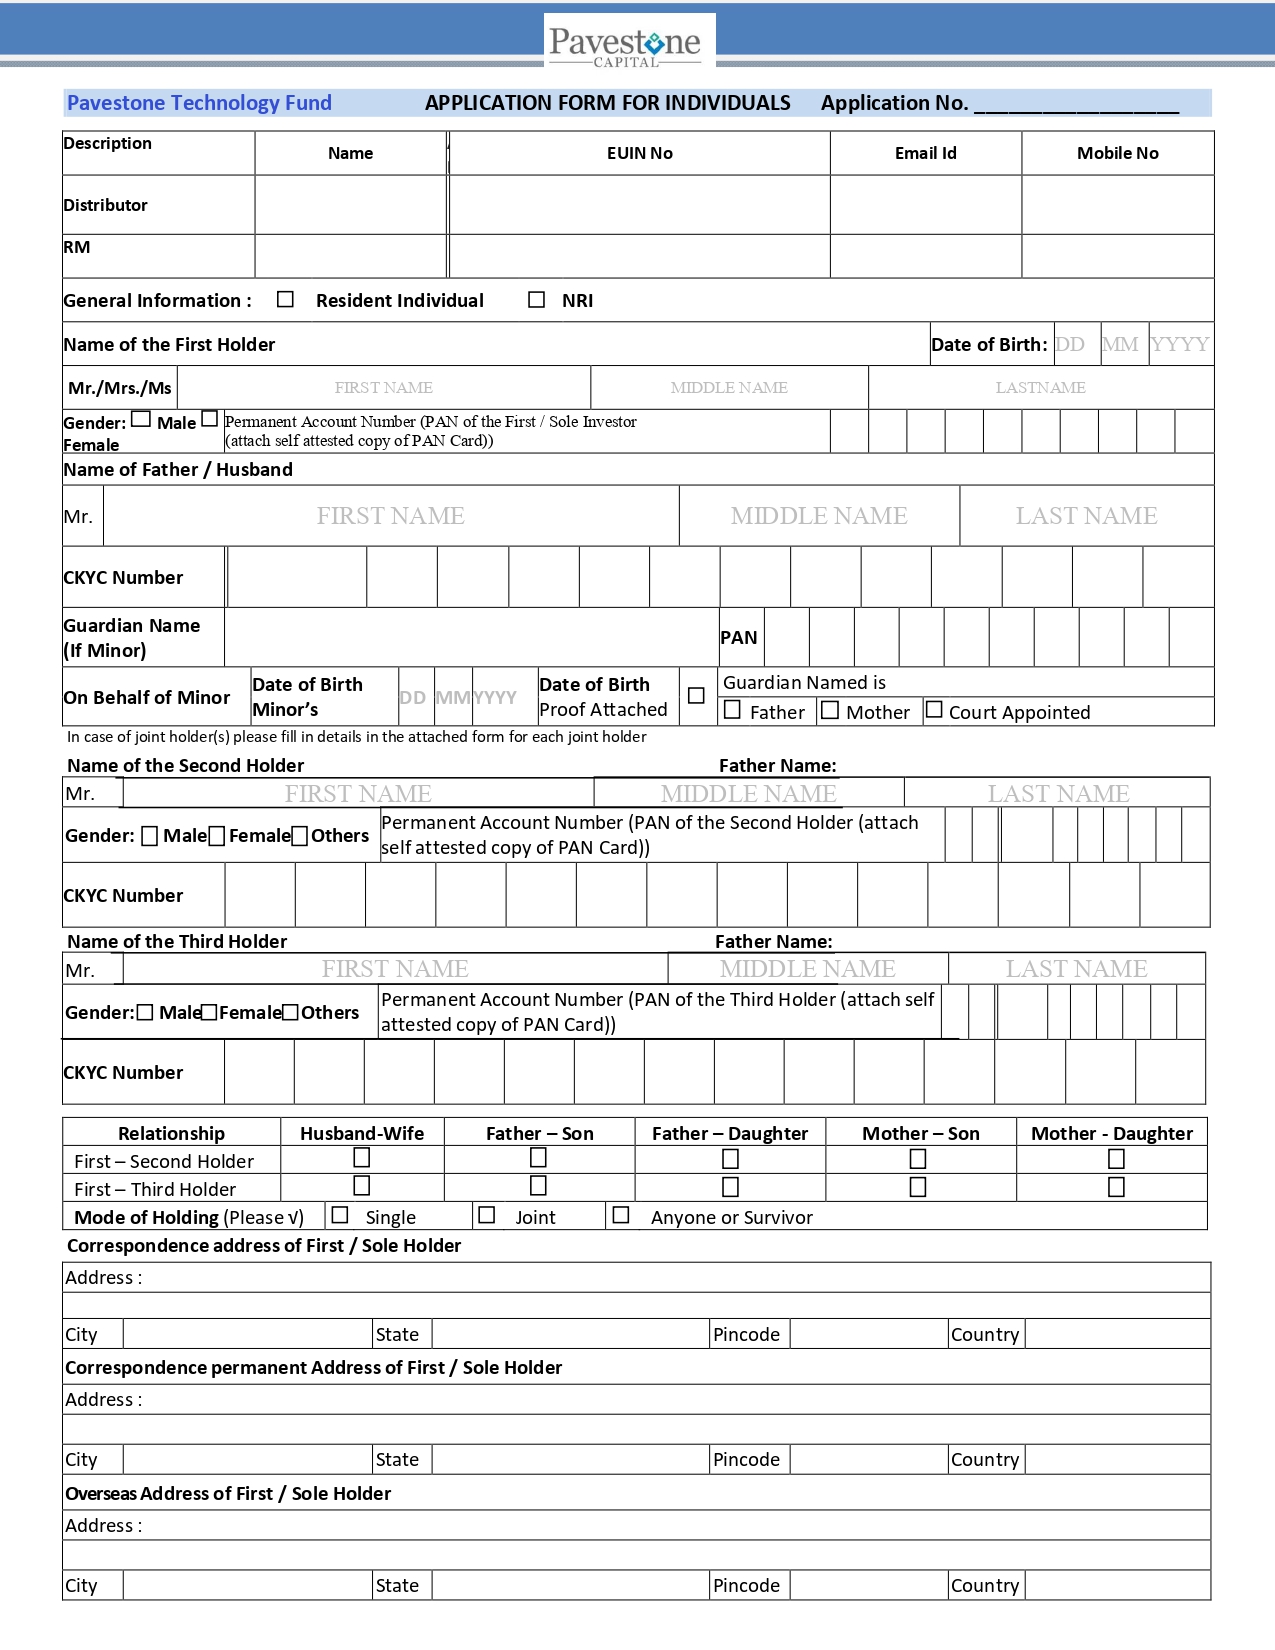 Pavestone
CAPITAL
Pavestone Technology Fund APPLICATION FORM FOR INDIVIDUALS Application No. ___________________
Description Name EUIN No Email Id Mobile No
Distributor
RM
General Information : ☐ Resident Individual ☐ NRI
Name of the First Holder Date of Birth: DD MM YYYY
Mr./Mrs./Ms FIRST NAME MIDDLE NAME LASTNAME
Gender: ☐ Male ☐ Permanent Account Number (PAN of the First / Sole Investor
Female (attach self attested copy of PAN Card))
Name of Father / Husband
Mr. FIRST NAME MIDDLE NAME LAST NAME
CKYC Number
Guardian Name
(If Minor) PAN
On Behalf of Minor Date of Birth Minor’s DD MM YYYY Date of Birth Proof Attached ☐ Guardian Named is
☐ Father ☐ Mother ☐ Court Appointed
In case of joint holder(s) please fill in details in the attached form for each joint holder
Name of the Second Holder Father Name:
Mr. FIRST NAME MIDDLE NAME LAST NAME
Gender: ☐ Male ☐ Female ☐ Others Permanent Account Number (PAN of the Second Holder (attach
self attested copy of PAN Card))
CKYC Number
Name of the Third Holder Father Name:
Mr. FIRST NAME MIDDLE NAME LAST NAME
Gender: ☐ Male ☐ Female ☐ Others Permanent Account Number (PAN of the Third Holder (attach self
attested copy of PAN Card))
CKYC Number
Relationship Husband-Wife Father – Son Father – Daughter Mother – Son Mother - Daughter
First – Second Holder ☐ ☐ ☐ ☐ ☐
First – Third Holder ☐ ☐ ☐ ☐ ☐
Mode of Holding (Please √) ☐ Single ☐ Joint ☐ Anyone or Survivor
Correspondence address of First / Sole Holder
Address :
City State Pincode Country
Correspondence permanent Address of First / Sole Holder
Address :
City State Pincode Country
Overseas Address of First / Sole Holder
Address :
City State Pincode Country